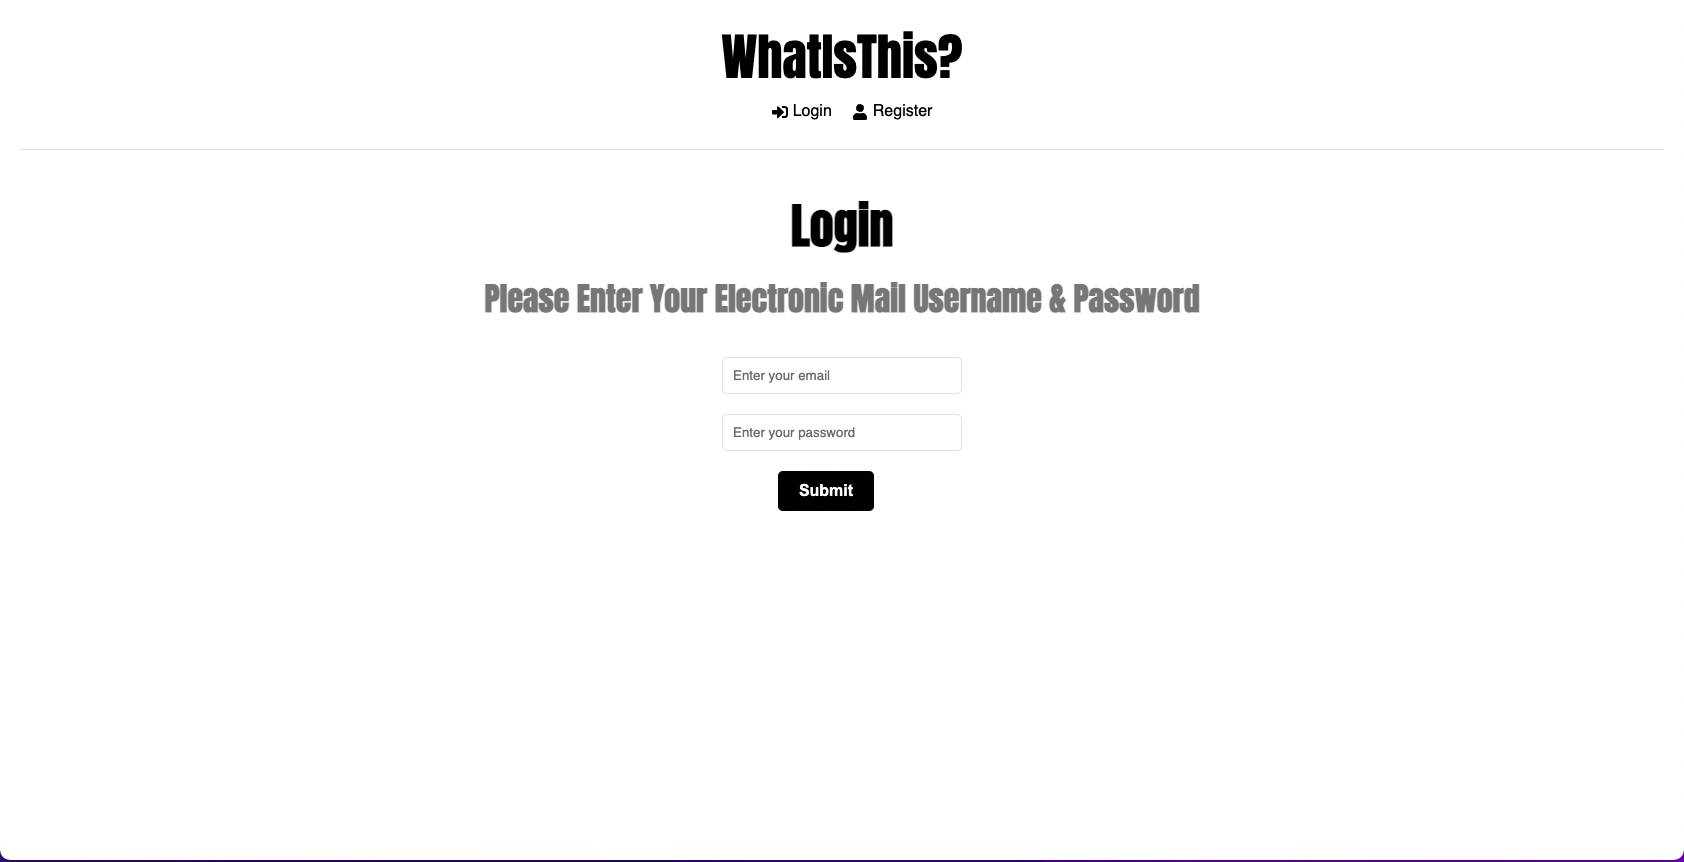 WhatIsThis?
Login Register
Login
Please Enter Your Electronic Mail Username & Password
Enter your email
Enter your password
Submit